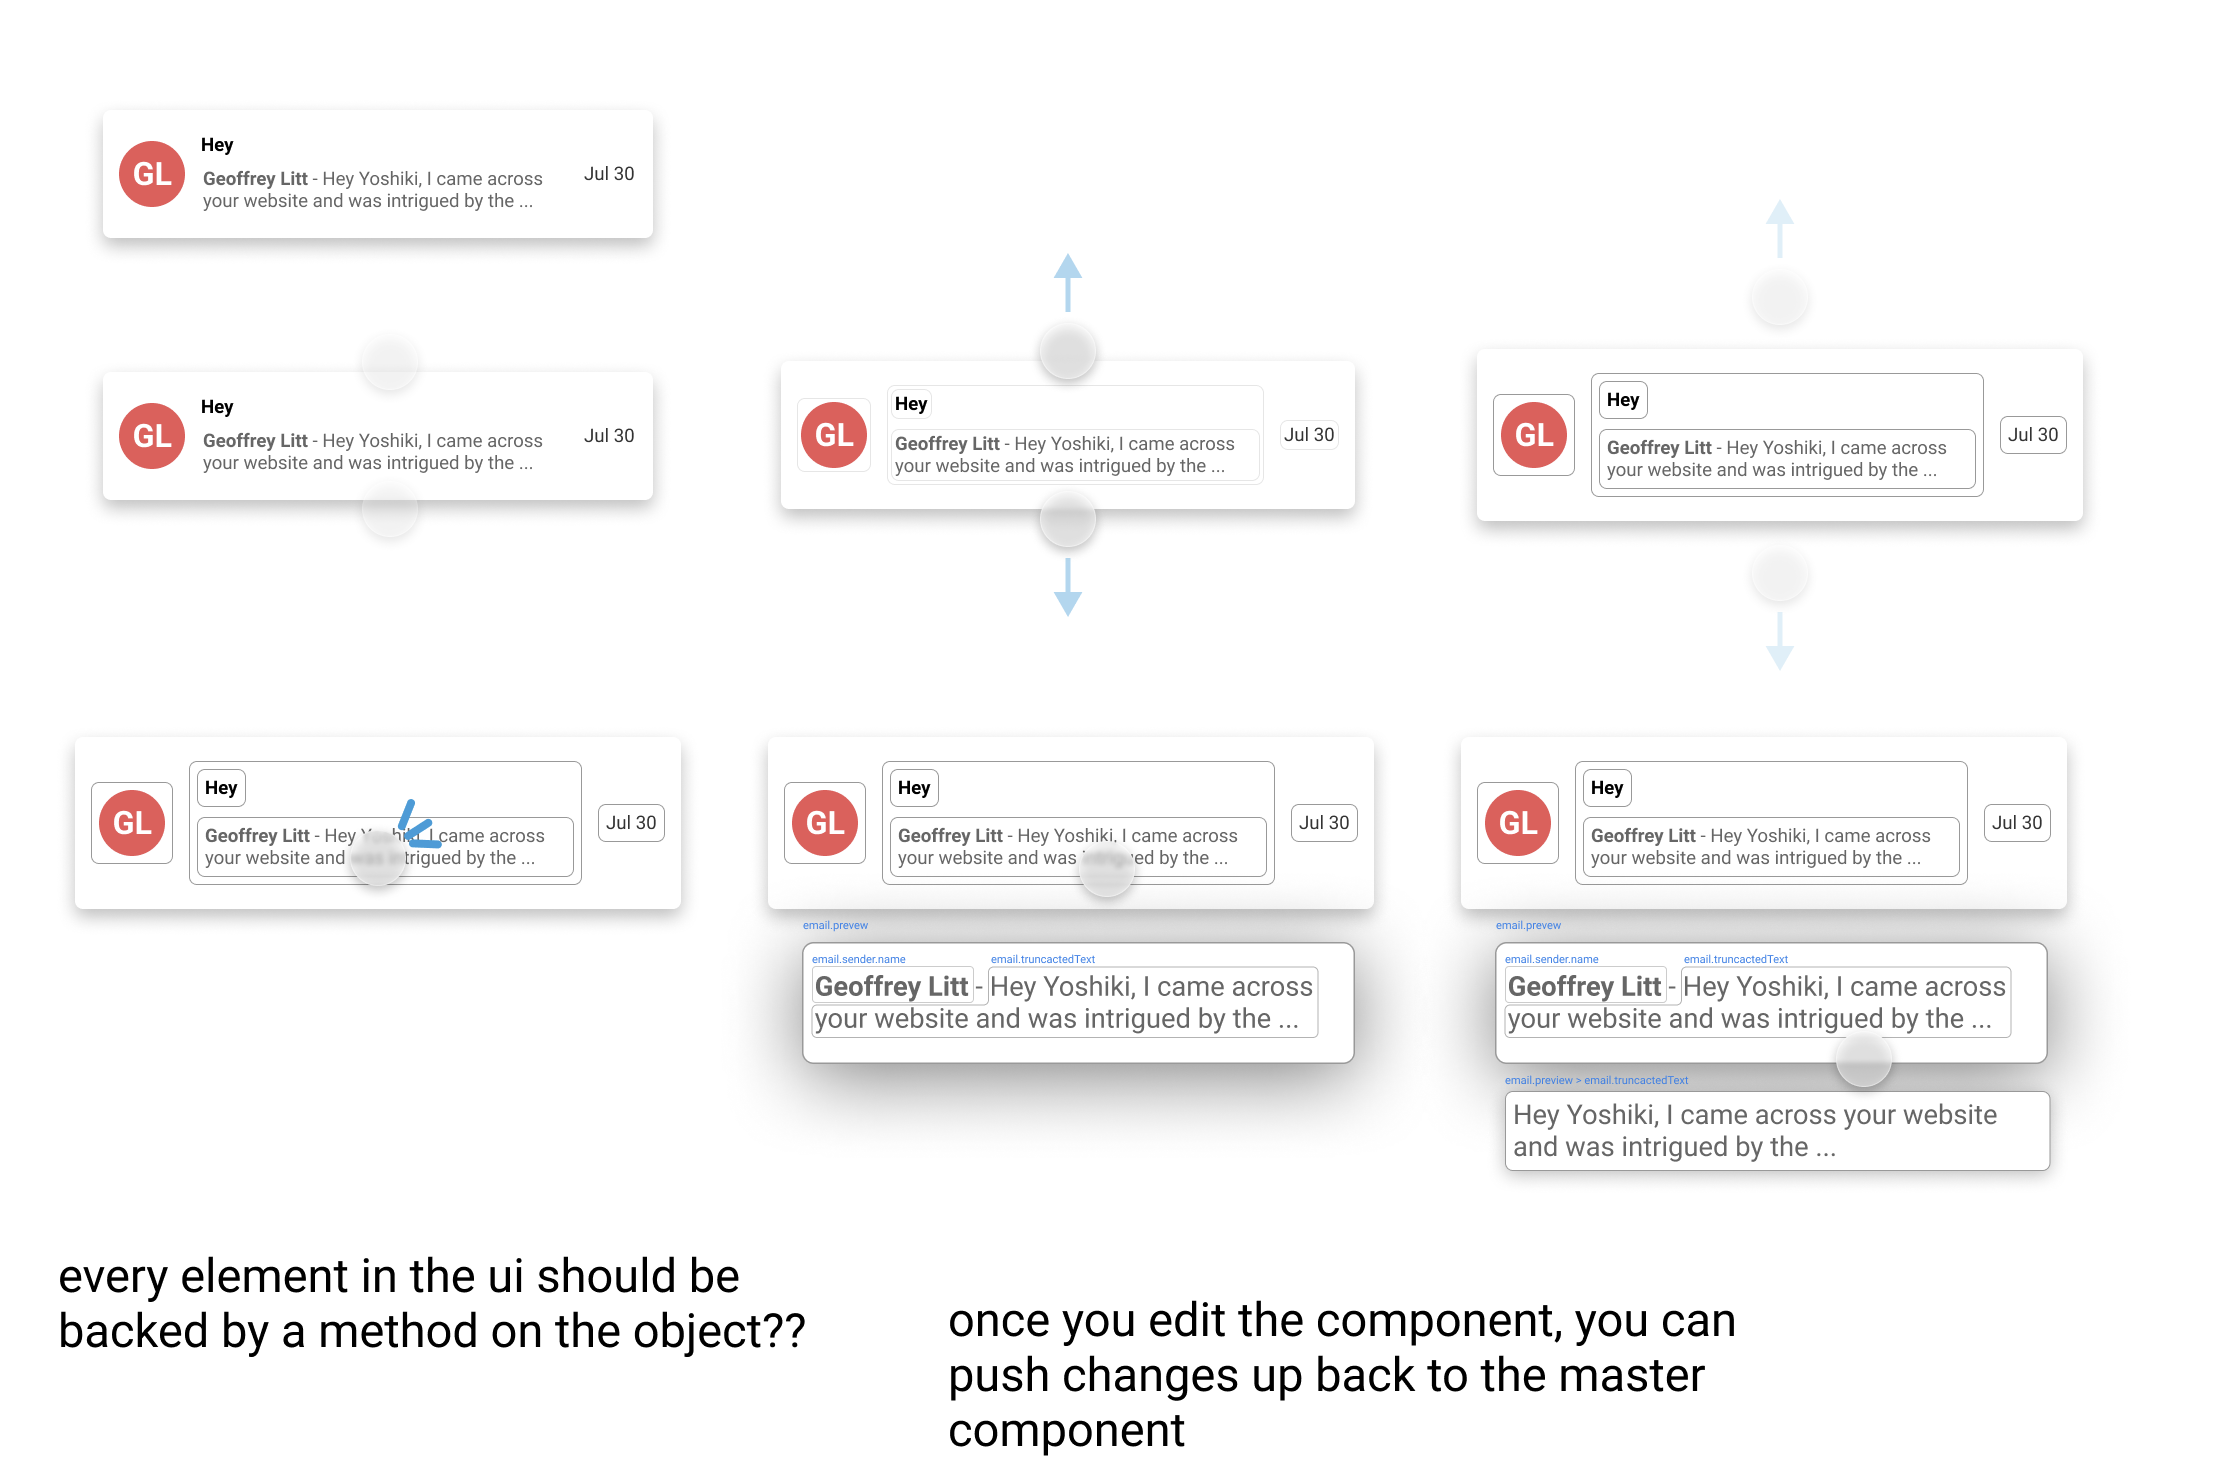 Hey
GL
Geoffrey Litt - Hey Yoshiki, I came across
your website and was intrigued by the ...
Jul 30
Hey
GL
Geoffrey Litt - Hey Yoshiki, I came across
your website and was intrigued by the ...
Jul 30
Hey
GL
Geoffrey Litt - Hey Yoshiki, I came across
your website and was intrigued by the ...
Jul 30
Hey
GL
Geoffrey Litt - Hey Yoshiki, I came across
your website and was intrigued by the ...
Jul 30
Hey
GL
Geoffrey Litt - Hey Yoshiki, I came across
your website and was intrigued by the ...
Jul 30
Hey
GL
Geoffrey Litt - Hey Yoshiki, I came across
your website and was intrigued by the ...
Jul 30
email.prevew
email.sender.name email.truncactedText
Geoffrey Litt - Hey Yoshiki, I came across
your website and was intrigued by the ...
Hey
GL
Geoffrey Litt - Hey Yoshiki, I came across
your website and was intrigued by the ...
Jul 30
email.prevew
email.sender.name email.truncactedText
Geoffrey Litt - Hey Yoshiki, I came across
your website and was intrigued by the ...
email.preview > email.truncactedText
Hey Yoshiki, I came across your website
and was intrigued by the ...
every element in the ui should be
backed by a method on the object??
once you edit the component, you can
push changes up back to the master
component